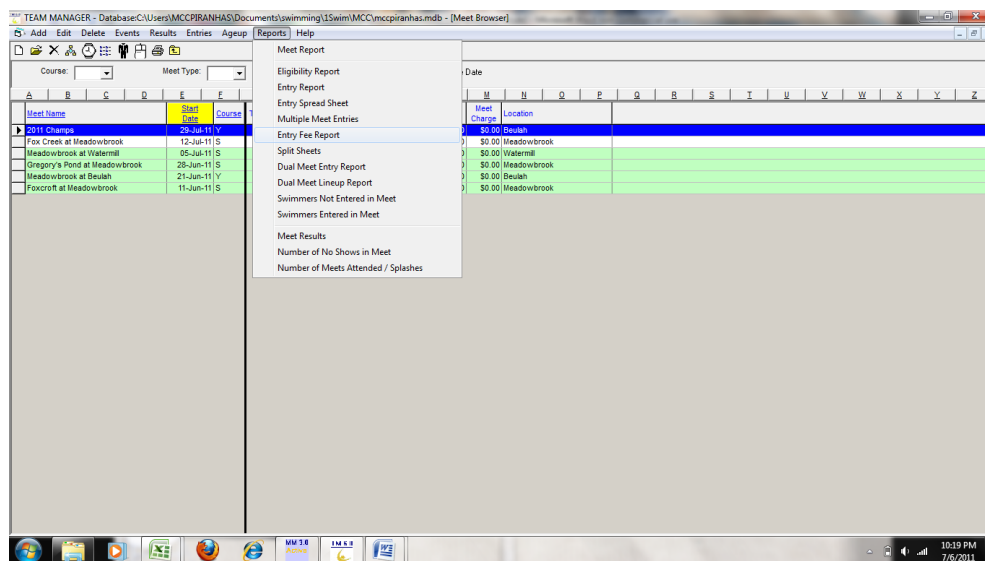 TEAM MANAGER - Database:C:\Users\MCCPIRANHAS\Documents\swimming\1Swim\MCC\mccpiranhas.mdb - [Meet Browser]
Add Edit Delete Events Results Entries Ageup Reports Help
Course: Meet Type: Date
A B C D E F M N O P Q R S T U V W X Y Z
Meet Name Start Date Course Meet Charge Location
2011 Champs 29-Jul-11 Y $0.00 Beulah
Fox Creek at Meadowbrook 12-Jul-11 S $0.00 Meadowbrook
Meadowbrook at Watermill 05-Jul-11 S $0.00 Watermill
Gregory's Pond at Meadowbrook 28-Jun-11 S $0.00 Meadowbrook
Meadowbrook at Beulah 21-Jun-11 Y $0.00 Beulah
Foxcroft at Meadowbrook 11-Jun-11 S $0.00 Meadowbrook
Meet Report
Eligibility Report
Entry Report
Entry Spread Sheet
Multiple Meet Entries
Entry Fee Report
Split Sheets
Dual Meet Entry Report
Dual Meet Lineup Report
Swimmers Not Entered in Meet
Swimmers Entered in Meet
Meet Results
Number of No Shows in Meet
Number of Meets Attended / Splashes
MM 3.0
10:19 PM
7/6/2011